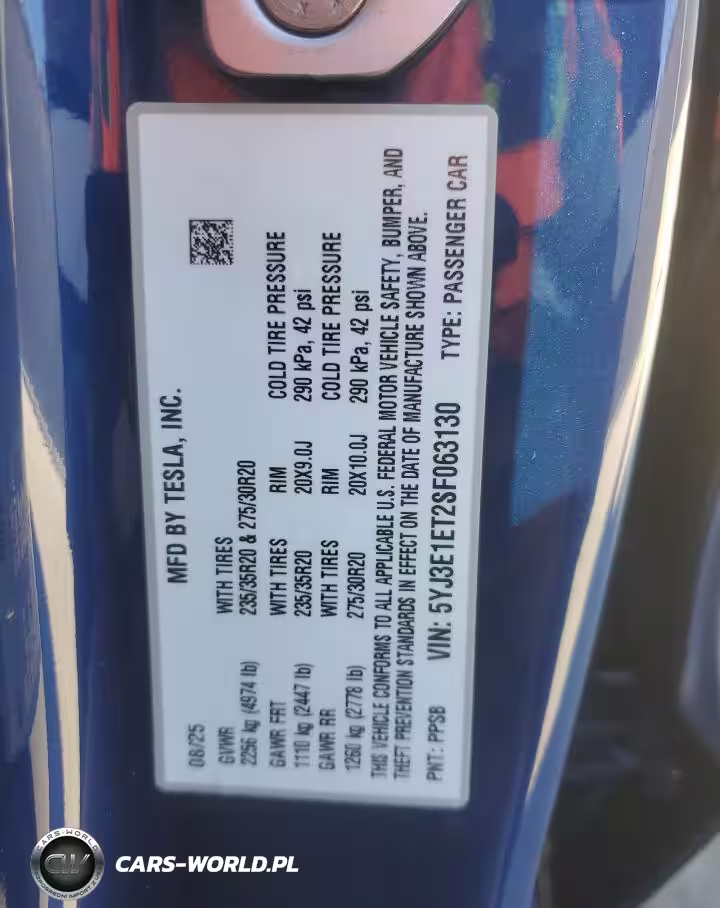 MFD BY TESLA, INC.
08/25
GVWR WITH TIRES
2256 kg (4974 lb) 235/35R20 & 275/30R20
GAWR FRT WITH TIRES RIM COLD TIRE PRESSURE
1110 kg (2447 lb) 235/35R20 20X9.0J 290 kPa, 42 psi
GAWR RR WITH TIRES RIM COLD TIRE PRESSURE
1260 kg (2778 lb) 275/30R20 20X10.0J 290 kPa, 42 psi
THIS VEHICLE CONFORMS TO ALL APPLICABLE U.S. FEDERAL MOTOR VEHICLE SAFETY, BUMPER, AND
THEFT PREVENTION STANDARDS IN EFFECT ON THE DATE OF MANUFACTURE SHOWN ABOVE.
PNT: PPSB VIN: 5YJ3E1ET2SF063130 TYPE: PASSENGER CAR
CARS-WORLD
CW
CARS-WORLD.PL